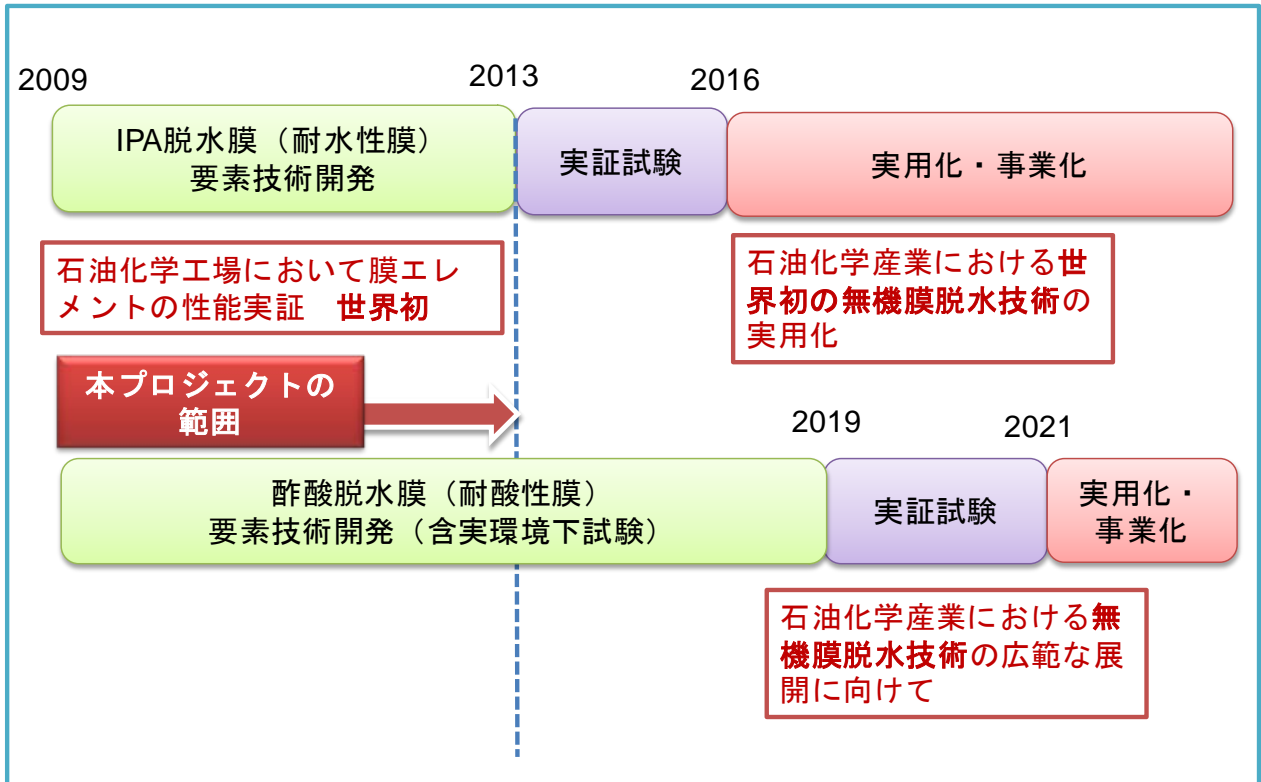 2009
2013
2016
IPA脱水膜（耐水性膜）
要素技術開発
実証試験
実用化・事業化
石油化学工場において膜エレ
メントの性能実証　世界初
石油化学産業における世
界初の無機膜脱水技術の
実用化
本プロジェクトの
範囲
2019
2021
酢酸脱水膜（耐酸性膜）
要素技術開発（含実環境下試験）
実証試験
実用化・
事業化
石油化学産業における無
機膜脱水技術の広範な展
開に向けて